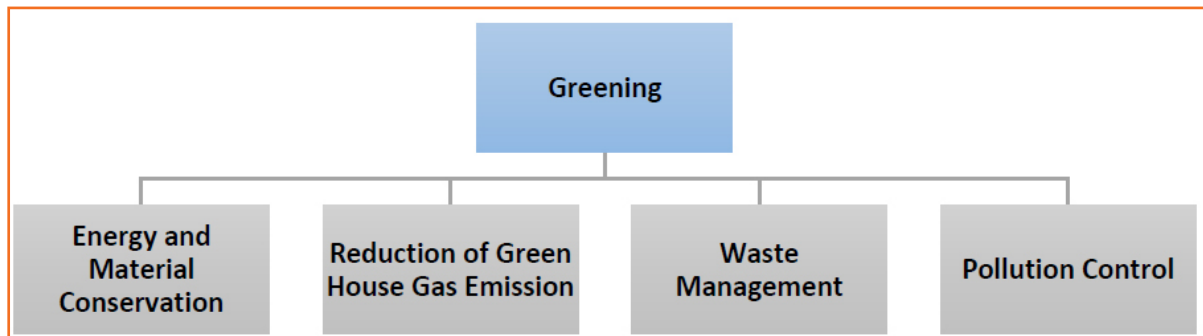 Greening
Energy and
Material
Conservation
Reduction of Green
House Gas Emission
Waste
Management
Pollution Control